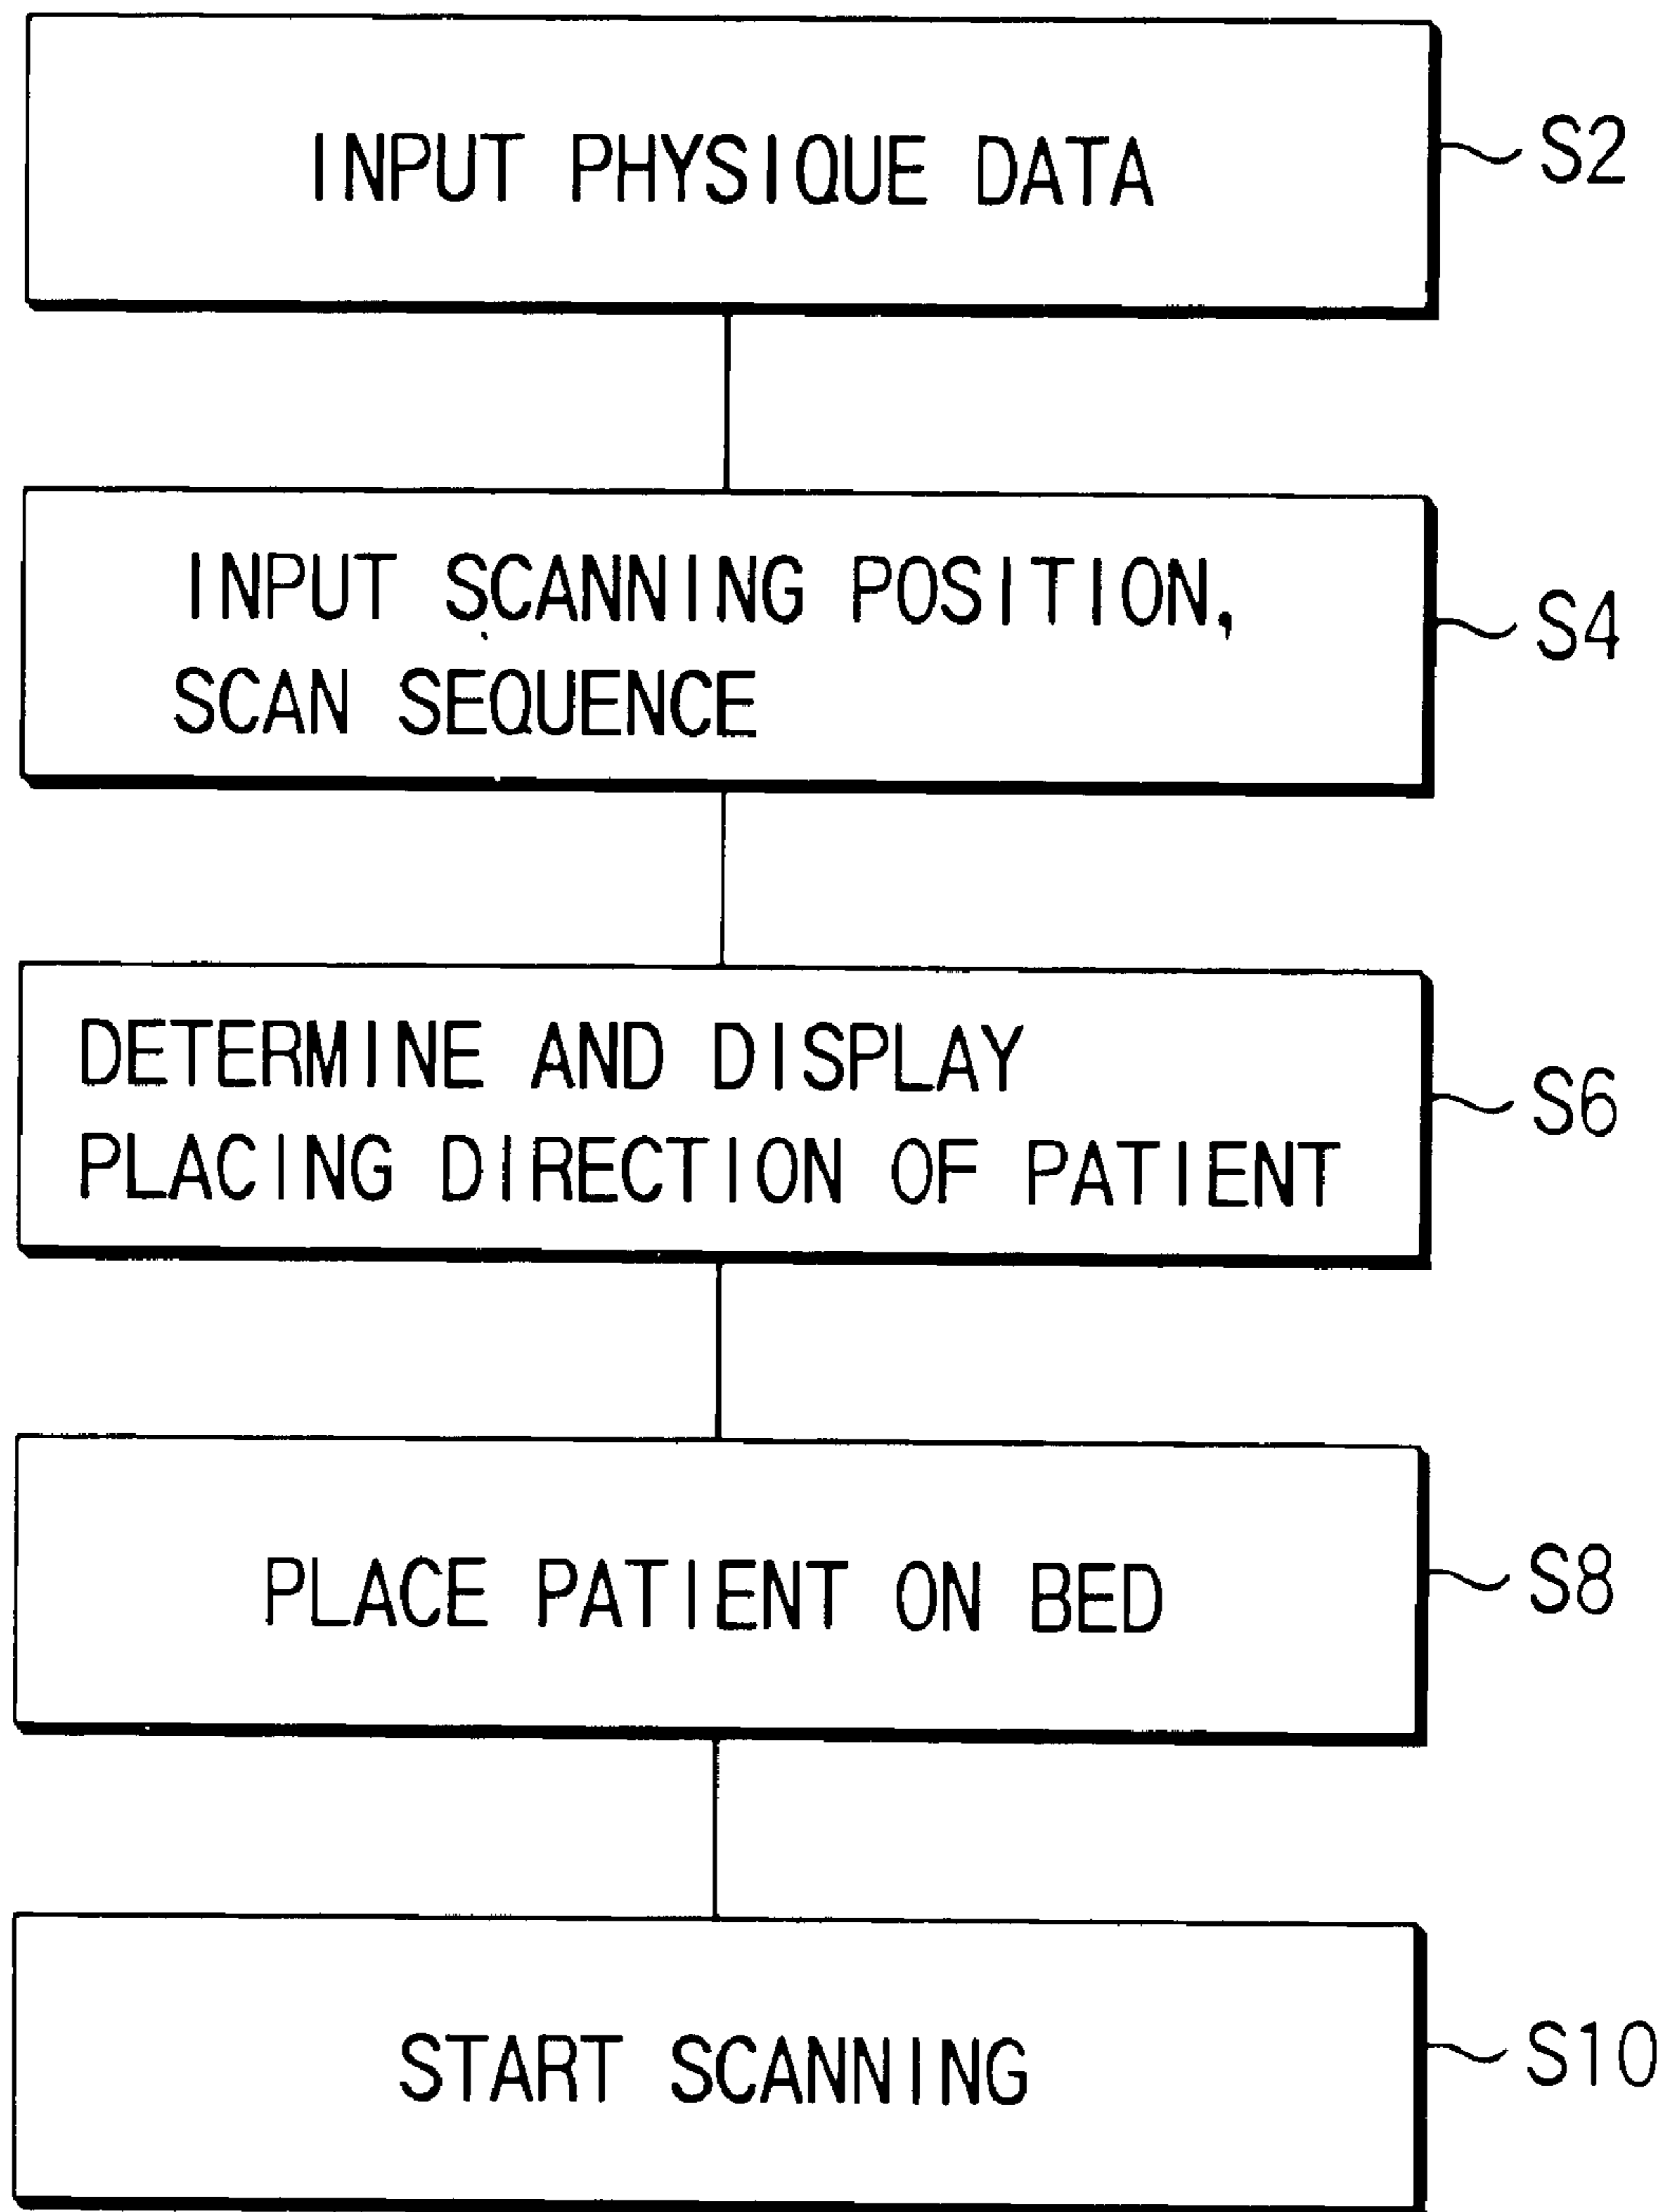 INPUT PHYSIQUE DATA
S2
INPUT SCANNING POSITION,
SCAN SEQUENCE
S4
DETERMINE AND DISPLAY
PLACING DIRECTION OF PATIENT
S6
PLACE PATIENT ON BED
S8
START SCANNING
S10